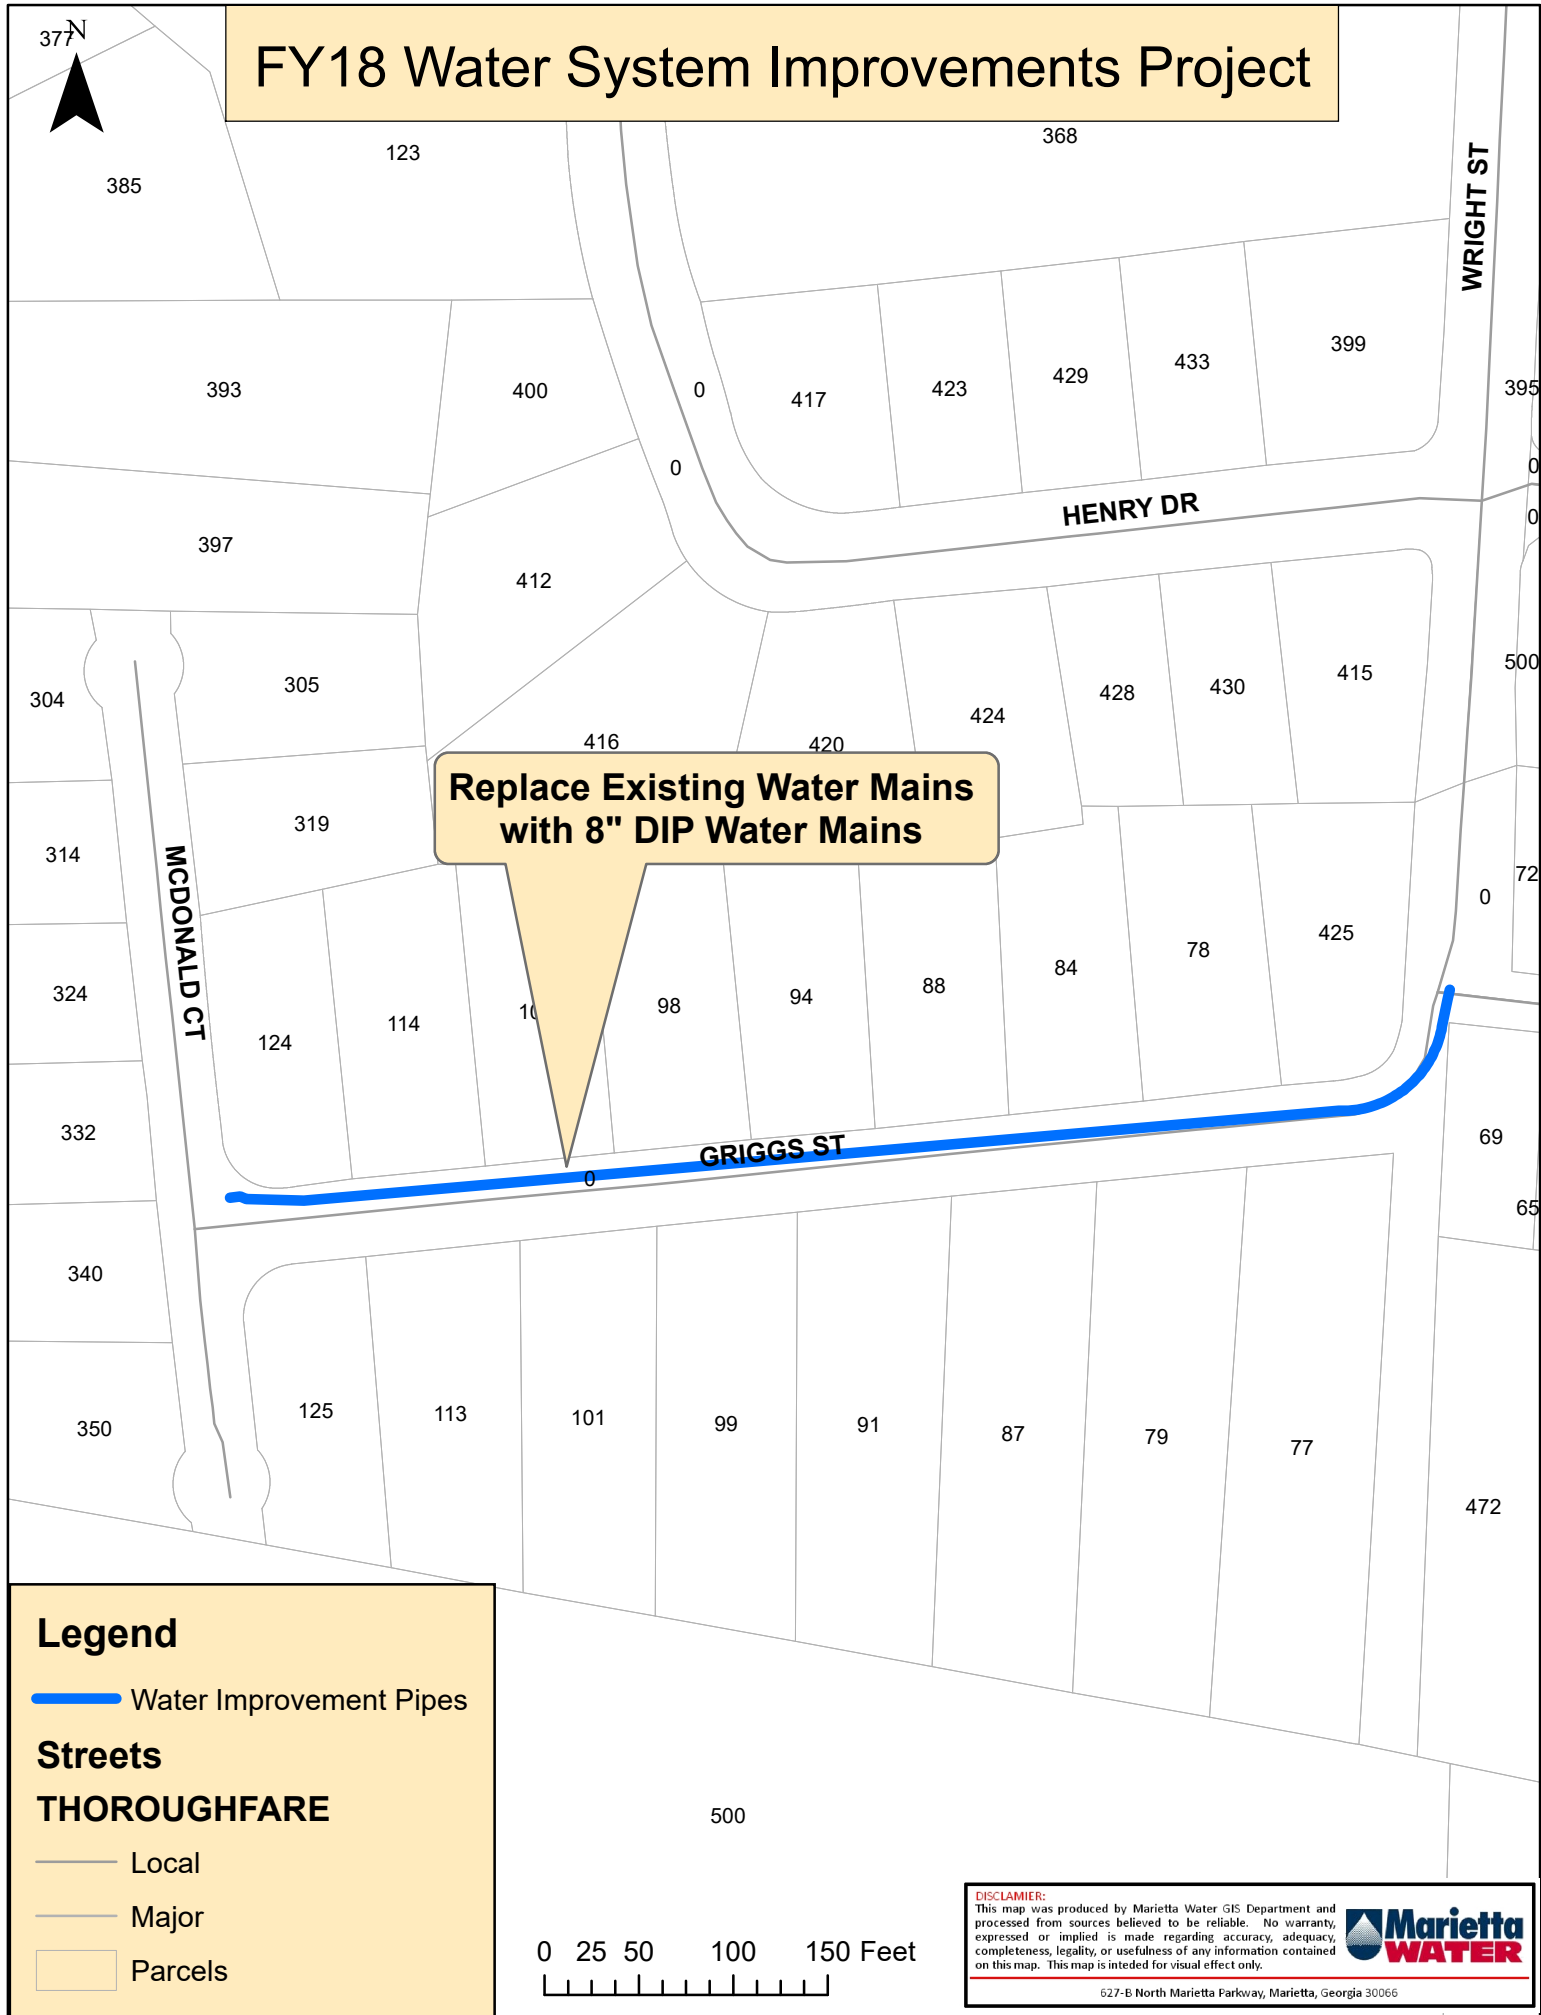 FY18 Water System Improvements Project
377
N
385
123
368
WRIGHT ST
393
400
0
417
423
429
433
399
395
0
0
0
HENRY DR
397
412
304
305
416
420
424
428
430
415
500
Replace Existing Water Mains
with 8" DIP Water Mains
319
314
MCDONALD CT
72
0
324
124
114
98
94
88
84
78
425
332
GRIGGS ST
0
69
65
340
350
125
113
101
99
91
87
79
77
472
Legend
Water Improvement Pipes
Streets
THOROUGHFARE
Local
Major
Parcels
500
0 25 50 100 150 Feet
DISCLAMIER:
This map was produced by Marietta Water GIS Department and
processed from sources believed to be reliable. No warranty,
expressed or implied is made regarding accuracy, adequacy,
completeness, legality, or usefulness of any information contained
on this map. This map is inteded for visual effect only.
Marietta
WATER
627-B North Marietta Parkway, Marietta, Georgia 30066